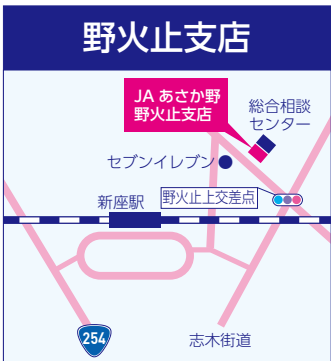 野火止支店
JA あさか野
野火止支店
総合相談
センター
セブンイレブン
新座駅
野火止上交差点
254
志木街道